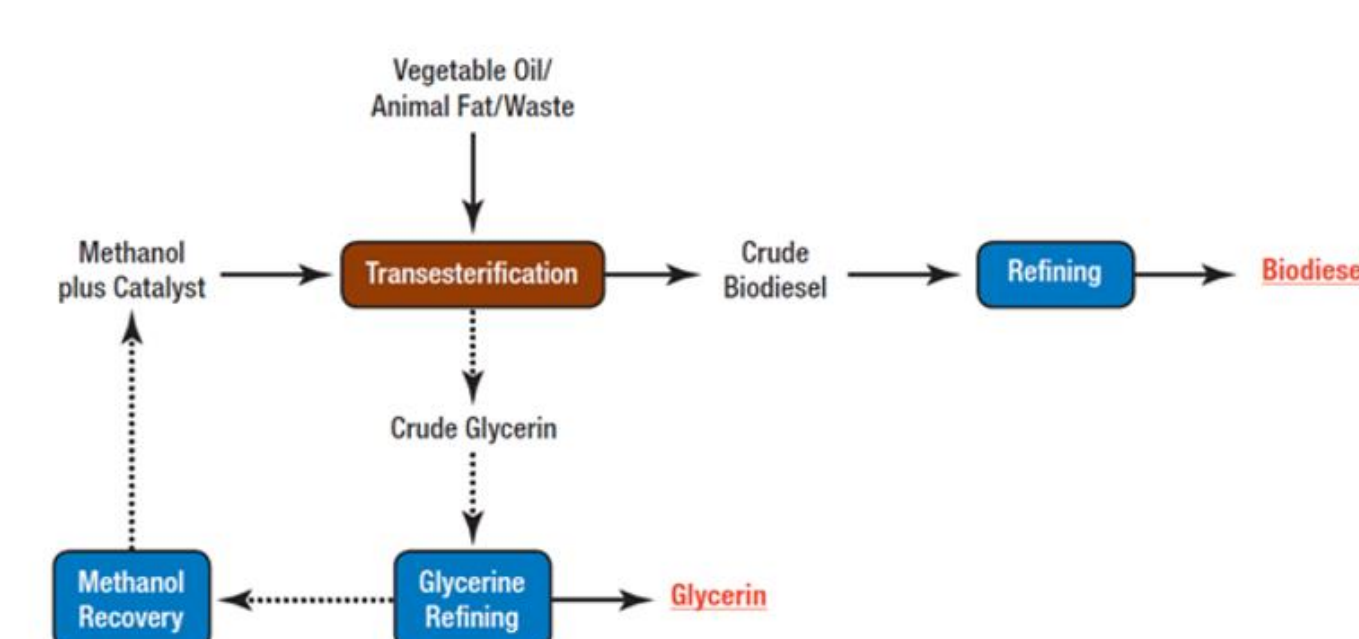 Vegetable Oil/
Animal Fat/Waste
Methanol
plus Catalyst
Transesterification
Crude
Biodiesel
Refining
Biodiese
Crude Glycerin
Methanol
Recovery
Glycerine
Refining
Glycerin